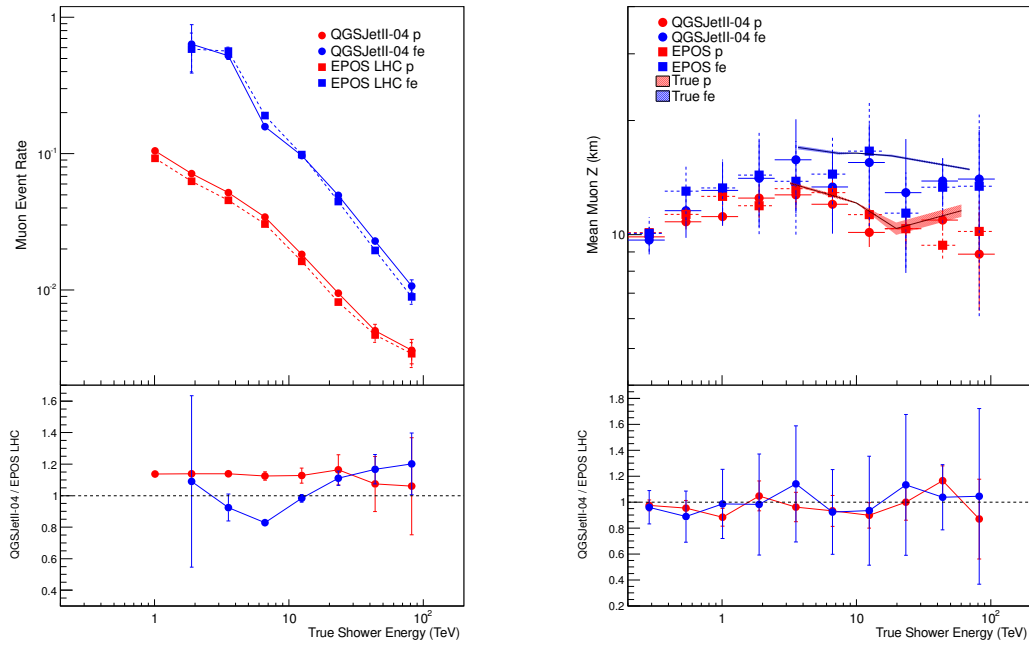 1
10⁻¹
10⁻²
Muon Event Rate
QGSJetII-04 p
QGSJetII-04 fe
EPOS LHC p
EPOS LHC fe
1.6
1.4
1.2
1
0.8
0.6
0.4
QGSJetII-04 / EPOS LHC
1 10 10²
True Shower Energy (TeV)
10
Mean Muon Z (km)
QGSJetII-04 p
QGSJetII-04 fe
EPOS p
EPOS fe
True p
True fe
1.8
1.6
1.4
1.2
1
0.8
0.6
0.4
0.2
QGSJetII-04 / EPOS LHC
1 10 10²
True Shower Energy (TeV)